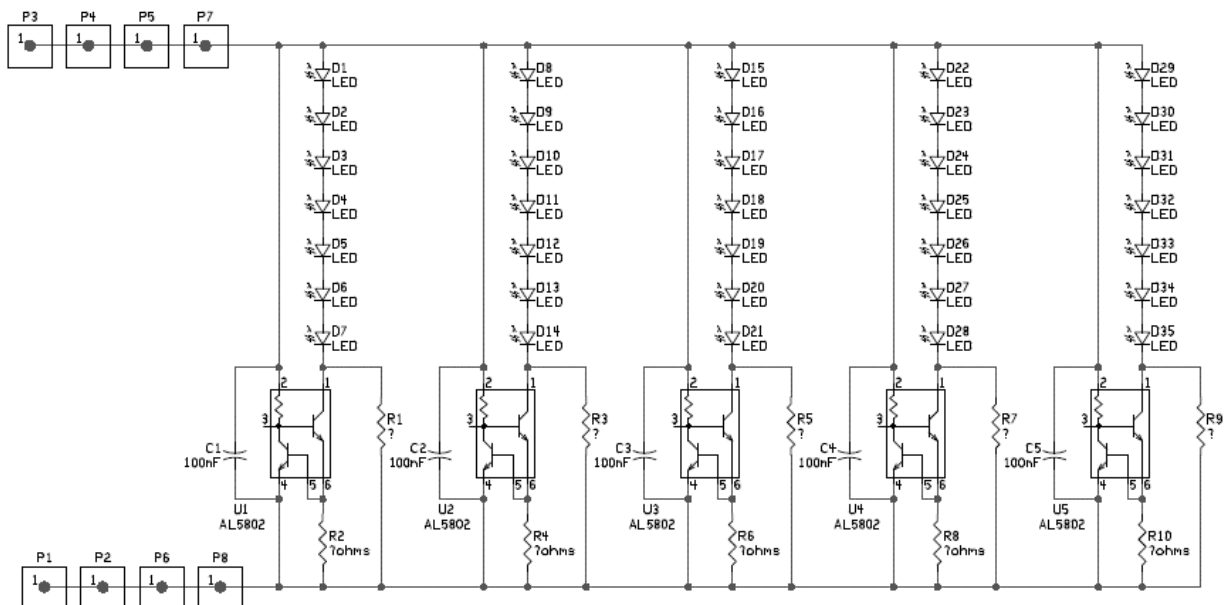 P3 P4 P5 P7
1 1 1 1
D1 LED D8 LED D15 LED D22 LED D29 LED
D2 LED D9 LED D16 LED D23 LED D30 LED
D3 LED D10 LED D17 LED D24 LED D31 LED
D4 LED D11 LED D18 LED D25 LED D32 LED
D5 LED D12 LED D19 LED D26 LED D33 LED
D6 LED D13 LED D20 LED D27 LED D34 LED
D7 LED D14 LED D21 LED D28 LED D35 LED
2 1 2 1 2 1 2 1 2 1
3 R1 3 R3 3 R5 3 R7 3 R9
? ? ? ? ?
C1 C2 C3 C4 C5
100nF 100nF 100nF 100nF 100nF
4 5 6 4 5 6 4 5 6 4 5 6 4 5 6
U1 U2 U3 U4 U5
AL5802 AL5802 AL5802 AL5802 AL5802
R2 R4 R6 R8 R10
?ohms ?ohms ?ohms ?ohms ?ohms
P1 P2 P6 P8
1 1 1 1